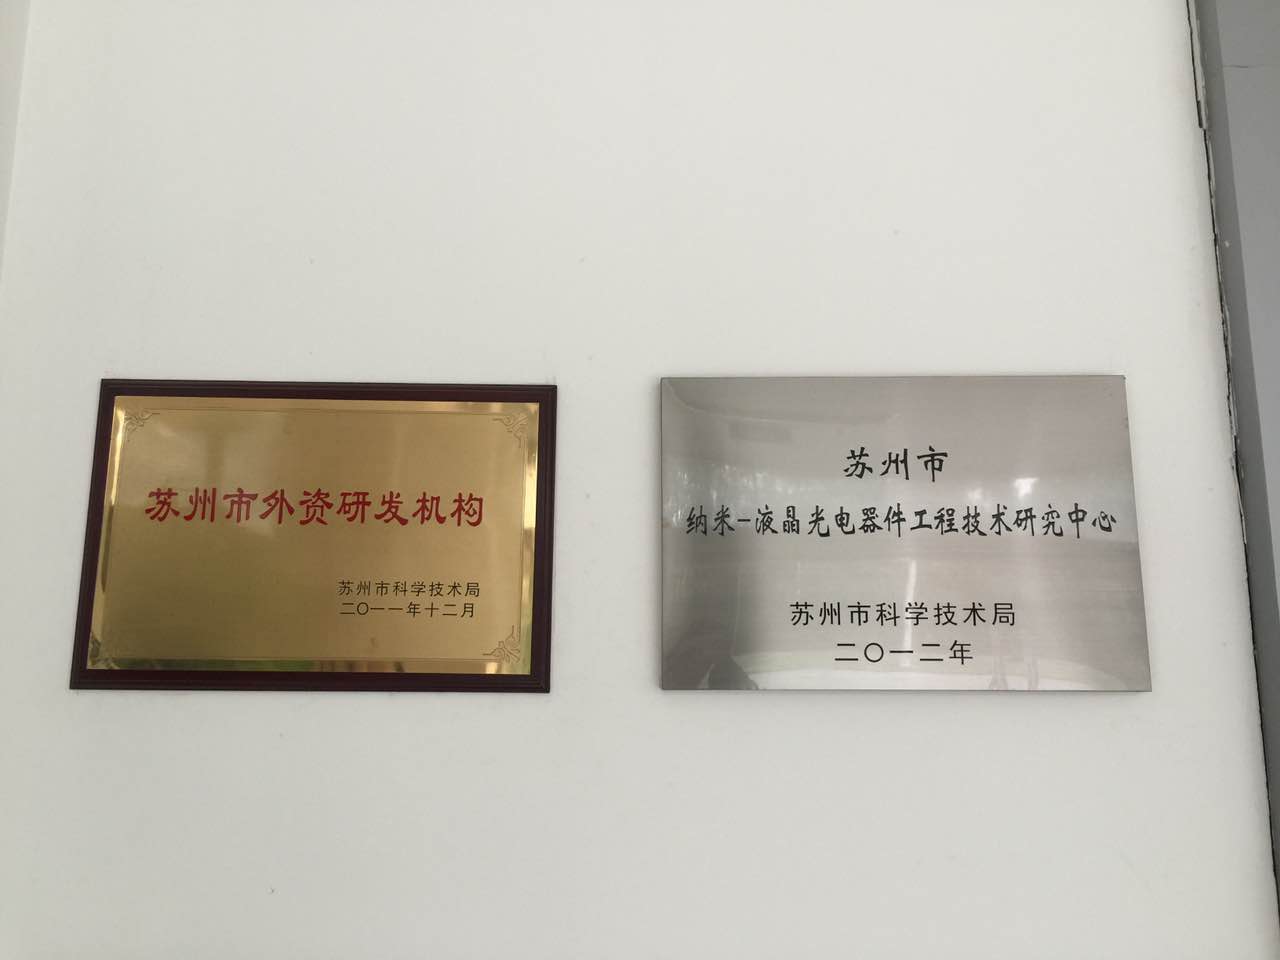 苏州市外资研发机构
苏州市科学技术局
二〇一一年十二月
苏州市
纳米-液晶光电器件工程技术研究中心
苏州市科学技术局
二〇一二年